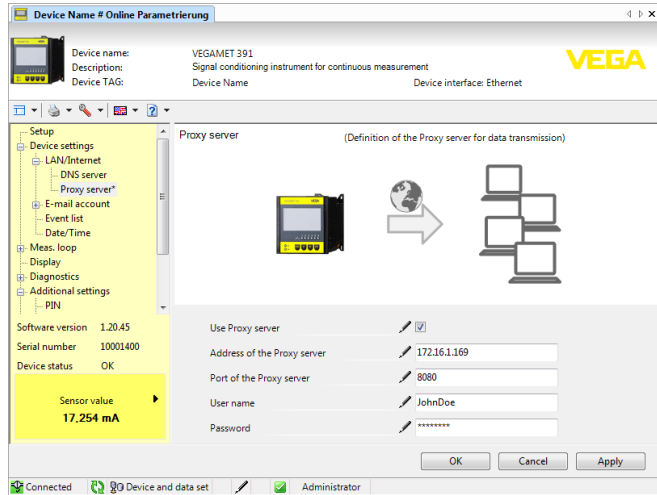 Device Name # Online Parametrierung
Device name: VEGAMET 391
Description: Signal conditioning instrument for continuous measurement
Device TAG: Device Name Device interface: Ethernet
VEGA
Setup
Device settings
LAN/Internet
DNS server
Proxy server*
E-mail account
Event list
Date/Time
Meas. loop
Display
Diagnostics
Additional settings
PIN
Software version 1.20.45
Serial number 10001400
Device status OK
Sensor value
17,254 mA
Proxy server (Definition of the Proxy server for data transmission)
Use Proxy server
Address of the Proxy server 172.16.1.169
Port of the Proxy server 8080
User name JohnDoe
Password ********
OK Cancel Apply
Connected Device and data set Administrator